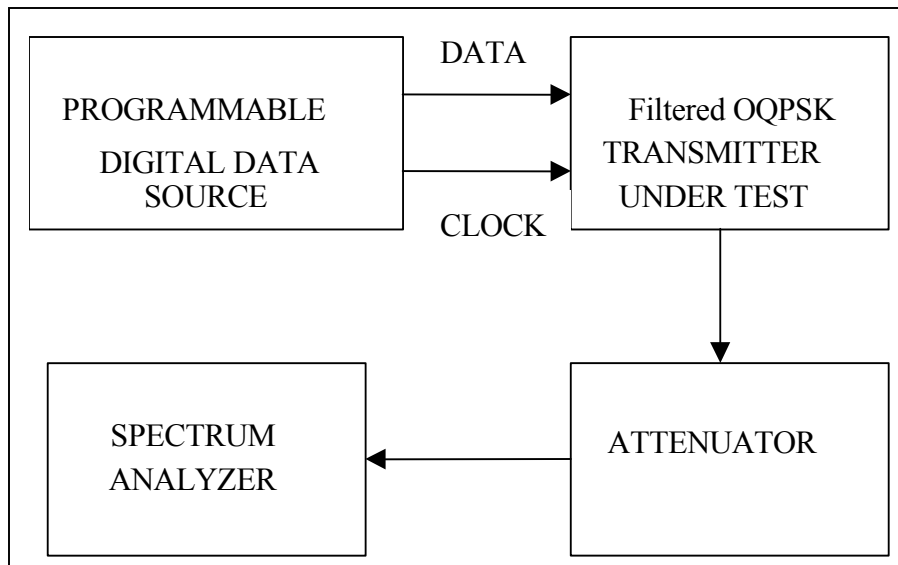 DATA
PROGRAMMABLE
DIGITAL DATA
SOURCE
CLOCK
Filtered OQPSK
TRANSMITTER
UNDER TEST
SPECTRUM
ANALYZER
ATTENUATOR